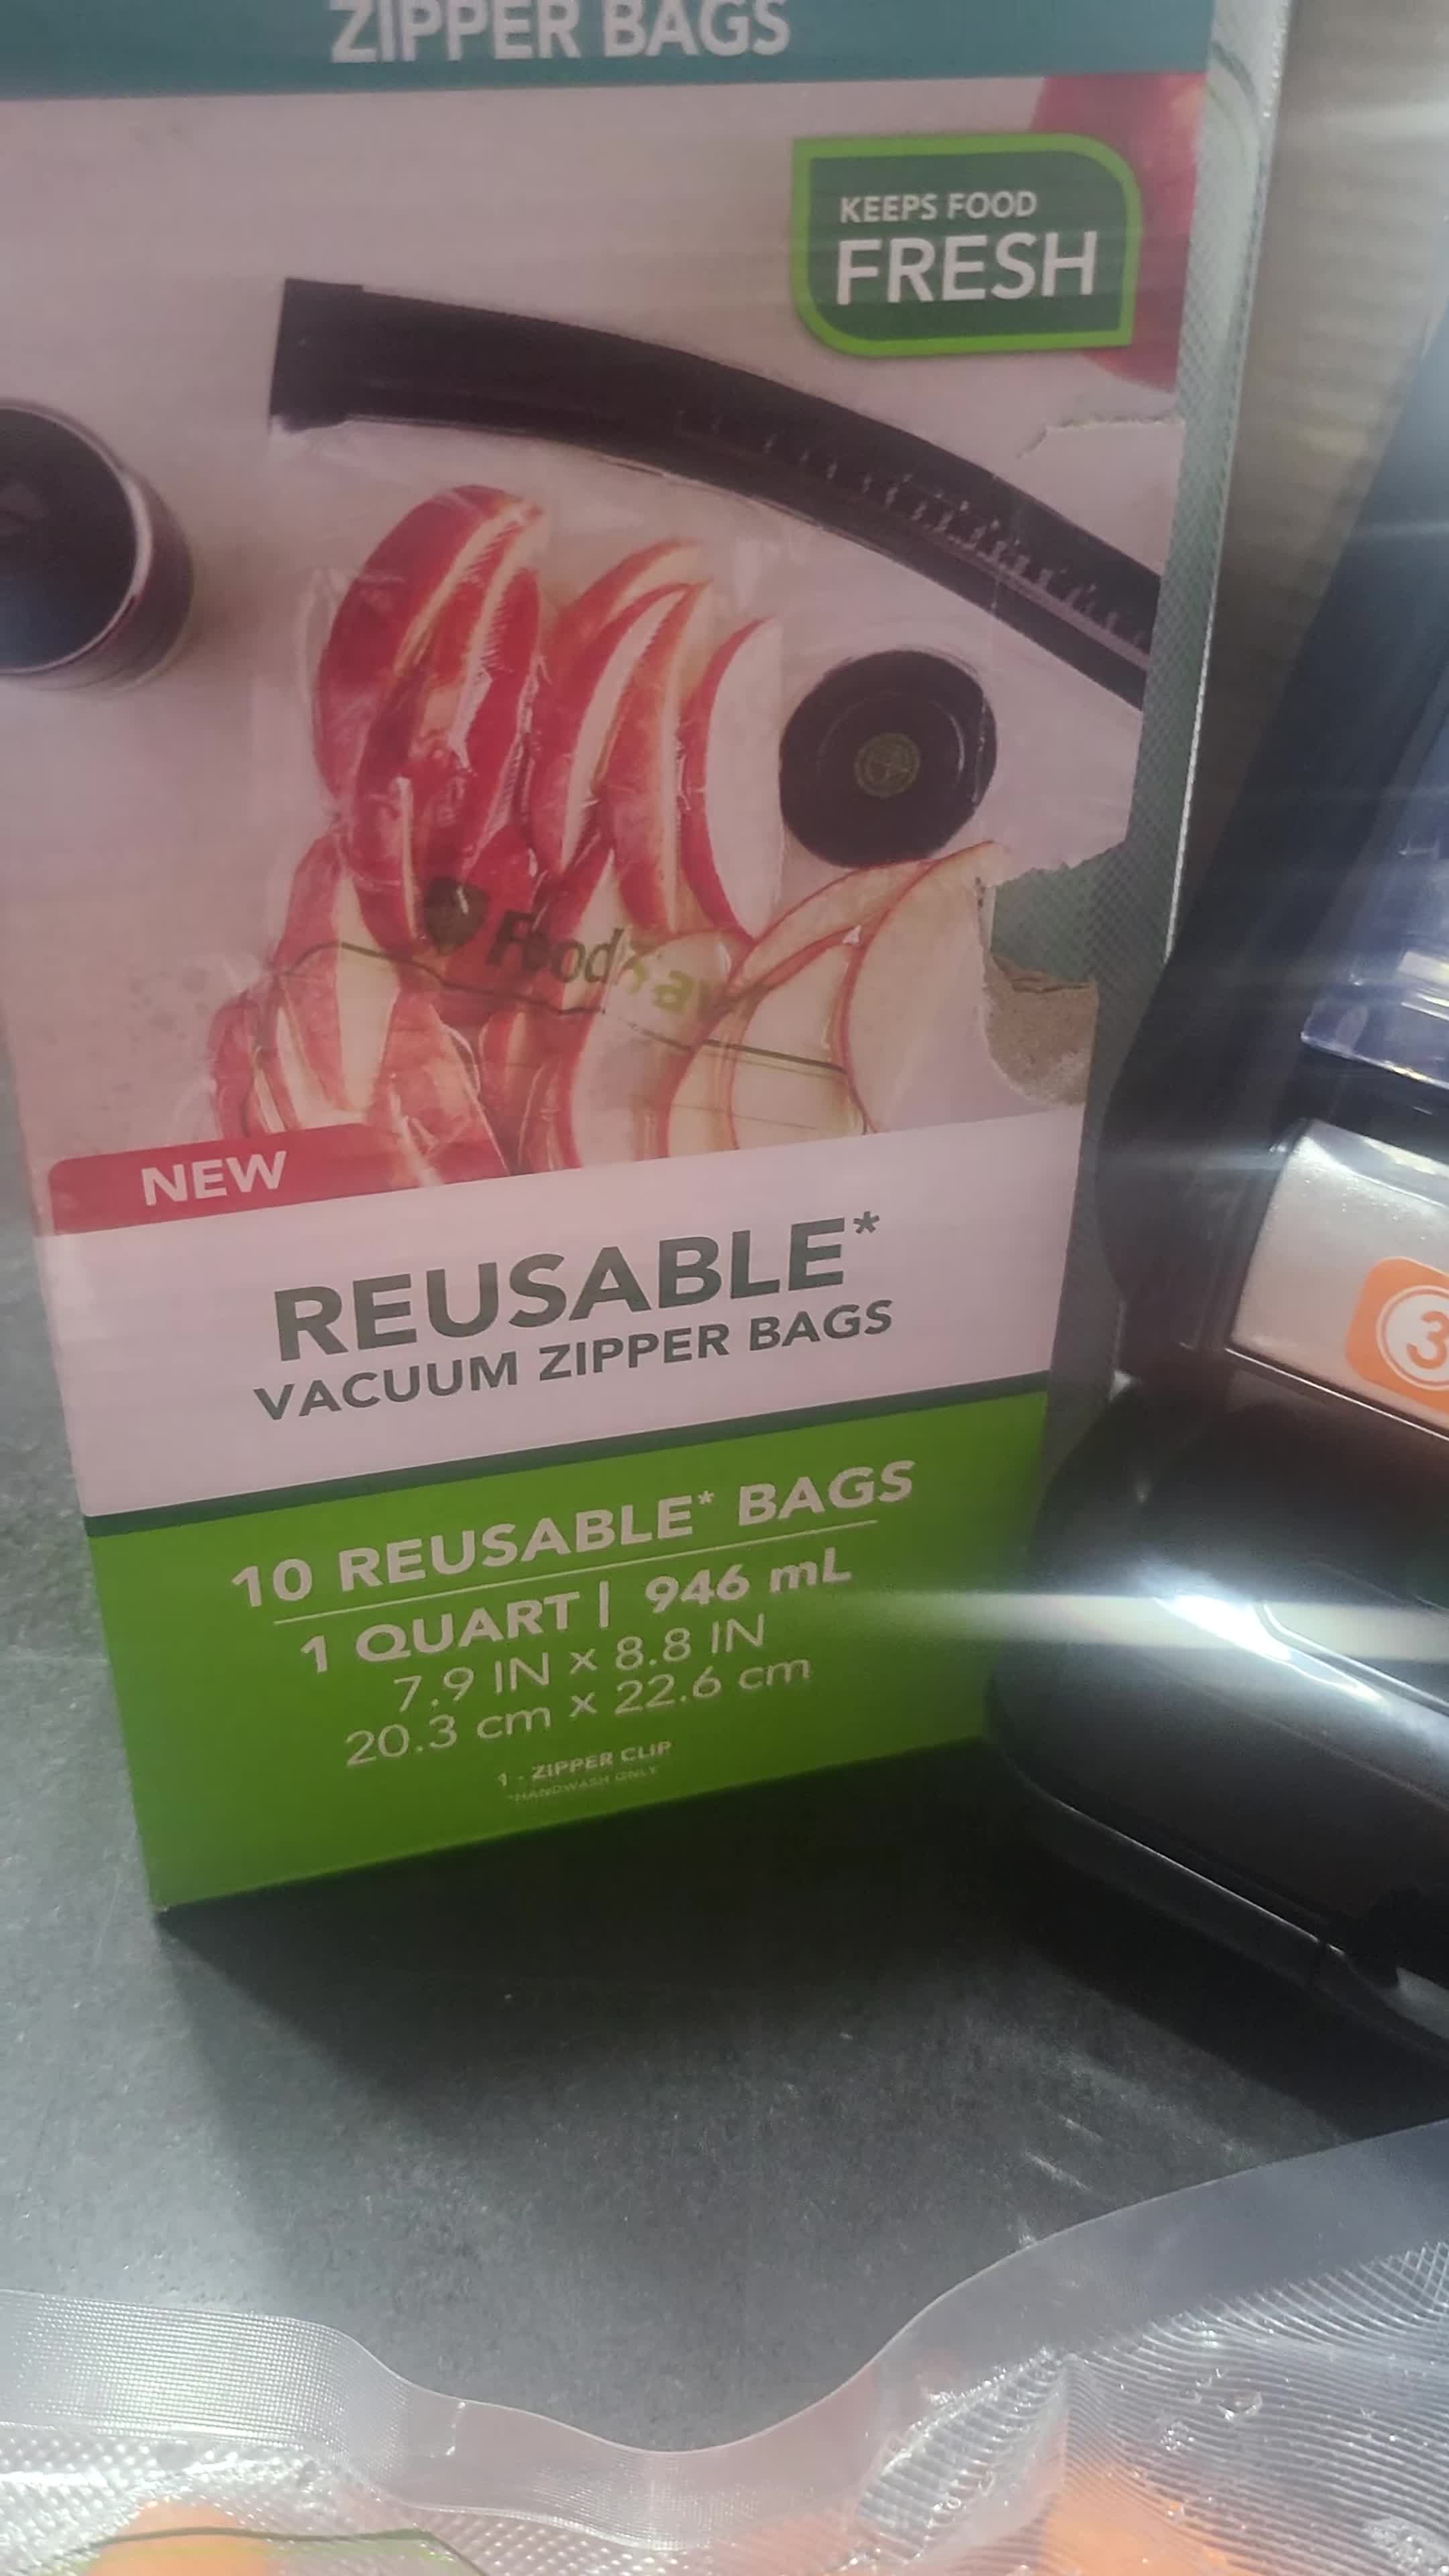 ZIPPER BAGS
KEEPS FOOD
FRESH
NEW
REUSABLE*
VACUUM ZIPPER BAGS
10 REUSABLE* BAGS
1 QUART | 946 mL
7.9 IN x 8.8 IN
20.3 cm x 22.6 cm
1 - ZIPPER CLIP
*HANDWASH ONLY
3